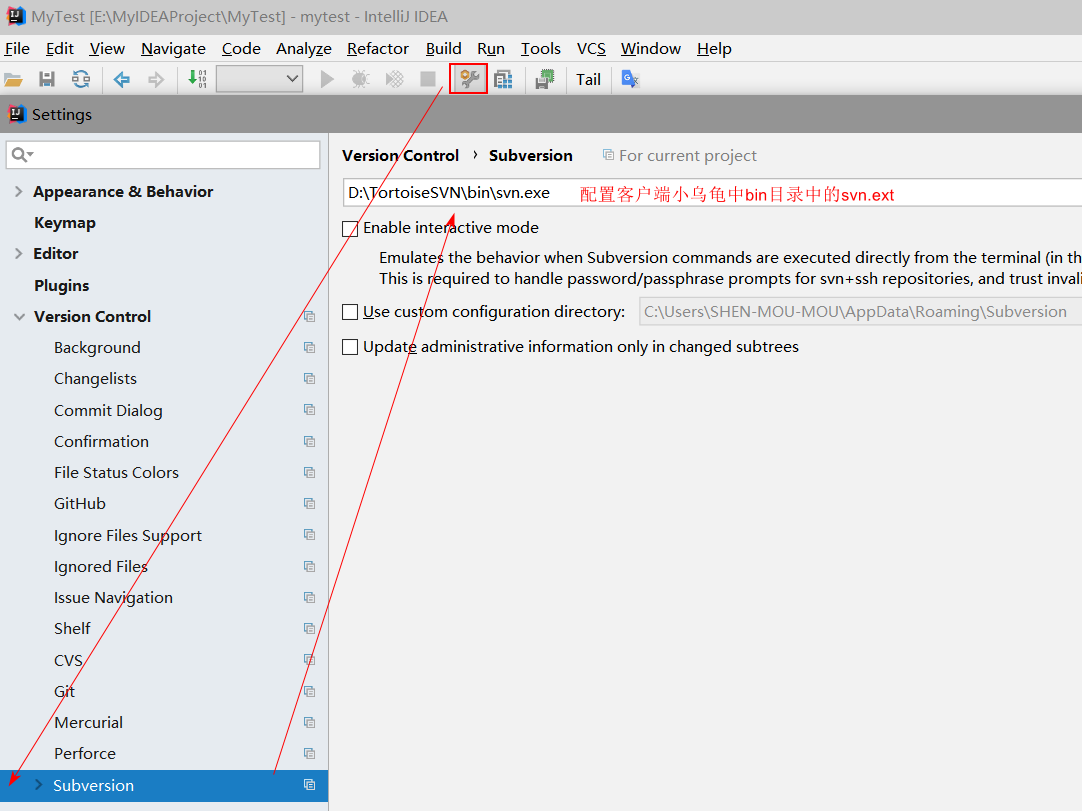 MyTest [E:\MyIDEAProject\MyTest] - mytest - IntelliJ IDEA
File Edit View Navigate Code Analyze Refactor Build Run Tools VCS Window Help
Tail
Settings
Version Control › Subversion For current project
D:\TortoiseSVN\bin\svn.exe 配置客户端小乌龟中bin目录中的svn.ext
Appearance & Behavior
Keymap
Editor
Plugins
Version Control
Background
Changelists
Commit Dialog
Confirmation
File Status Colors
GitHub
Ignore Files Support
Ignored Files
Issue Navigation
Shelf
CVS
Git
Mercurial
Perforce
Subversion
Enable interactive mode
Emulates the behavior when Subversion commands are executed directly from the terminal (in th
This is required to handle password/passphrase prompts for svn+ssh repositories, and trust invali
Use custom configuration directory: C:\Users\SHEN-MOU-MOU\AppData\Roaming\Subversion
Update administrative information only in changed subtrees